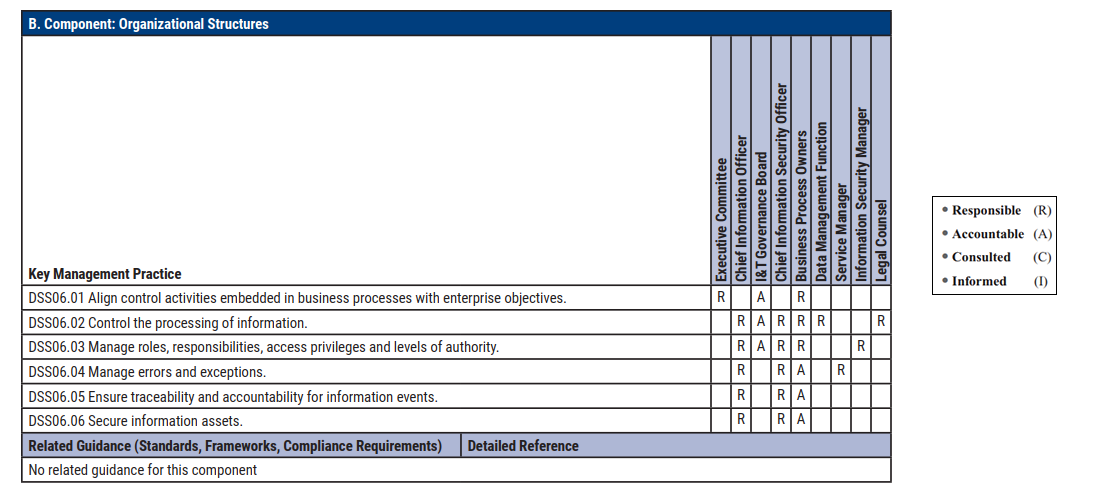 B. Component: Organizational Structures
Key Management Practice
Executive Committee
Chief Information Officer
I&T Governance Board
Chief Information Security Officer
Business Process Owners
Data Management Function
Service Manager
Information Security Manager
Legal Counsel
DSS06.01 Align control activities embedded in business processes with enterprise objectives. R A R
DSS06.02 Control the processing of information. R A R R R R
DSS06.03 Manage roles, responsibilities, access privileges and levels of authority. R A R R R
DSS06.04 Manage errors and exceptions. R R A R
DSS06.05 Ensure traceability and accountability for information events. R R A
DSS06.06 Secure information assets. R R A
Related Guidance (Standards, Frameworks, Compliance Requirements) Detailed Reference
No related guidance for this component
• Responsible (R)
• Accountable (A)
• Consulted (C)
• Informed (I)